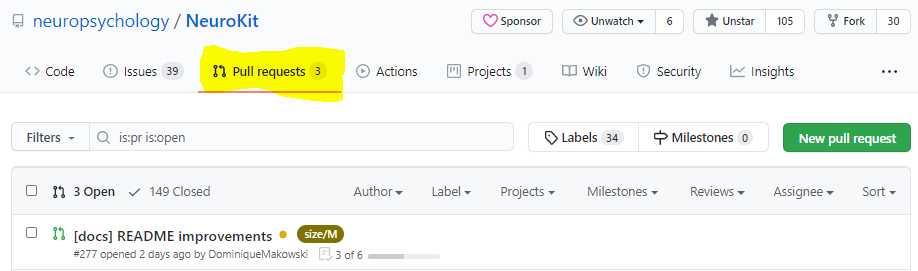 neuropsychology / NeuroKit Sponsor Unwatch 6 Unstar 105 Fork 30
Code Issues 39 Pull requests 3 Actions Projects 1 Wiki Security Insights ...
Filters is:pr is:open Labels 34 Milestones 0 New pull request
3 Open 149 Closed Author Label Projects Milestones Reviews Assignee Sort
[docs] README improvements size/M
#277 opened 2 days ago by DominiqueMakowski 3 of 6